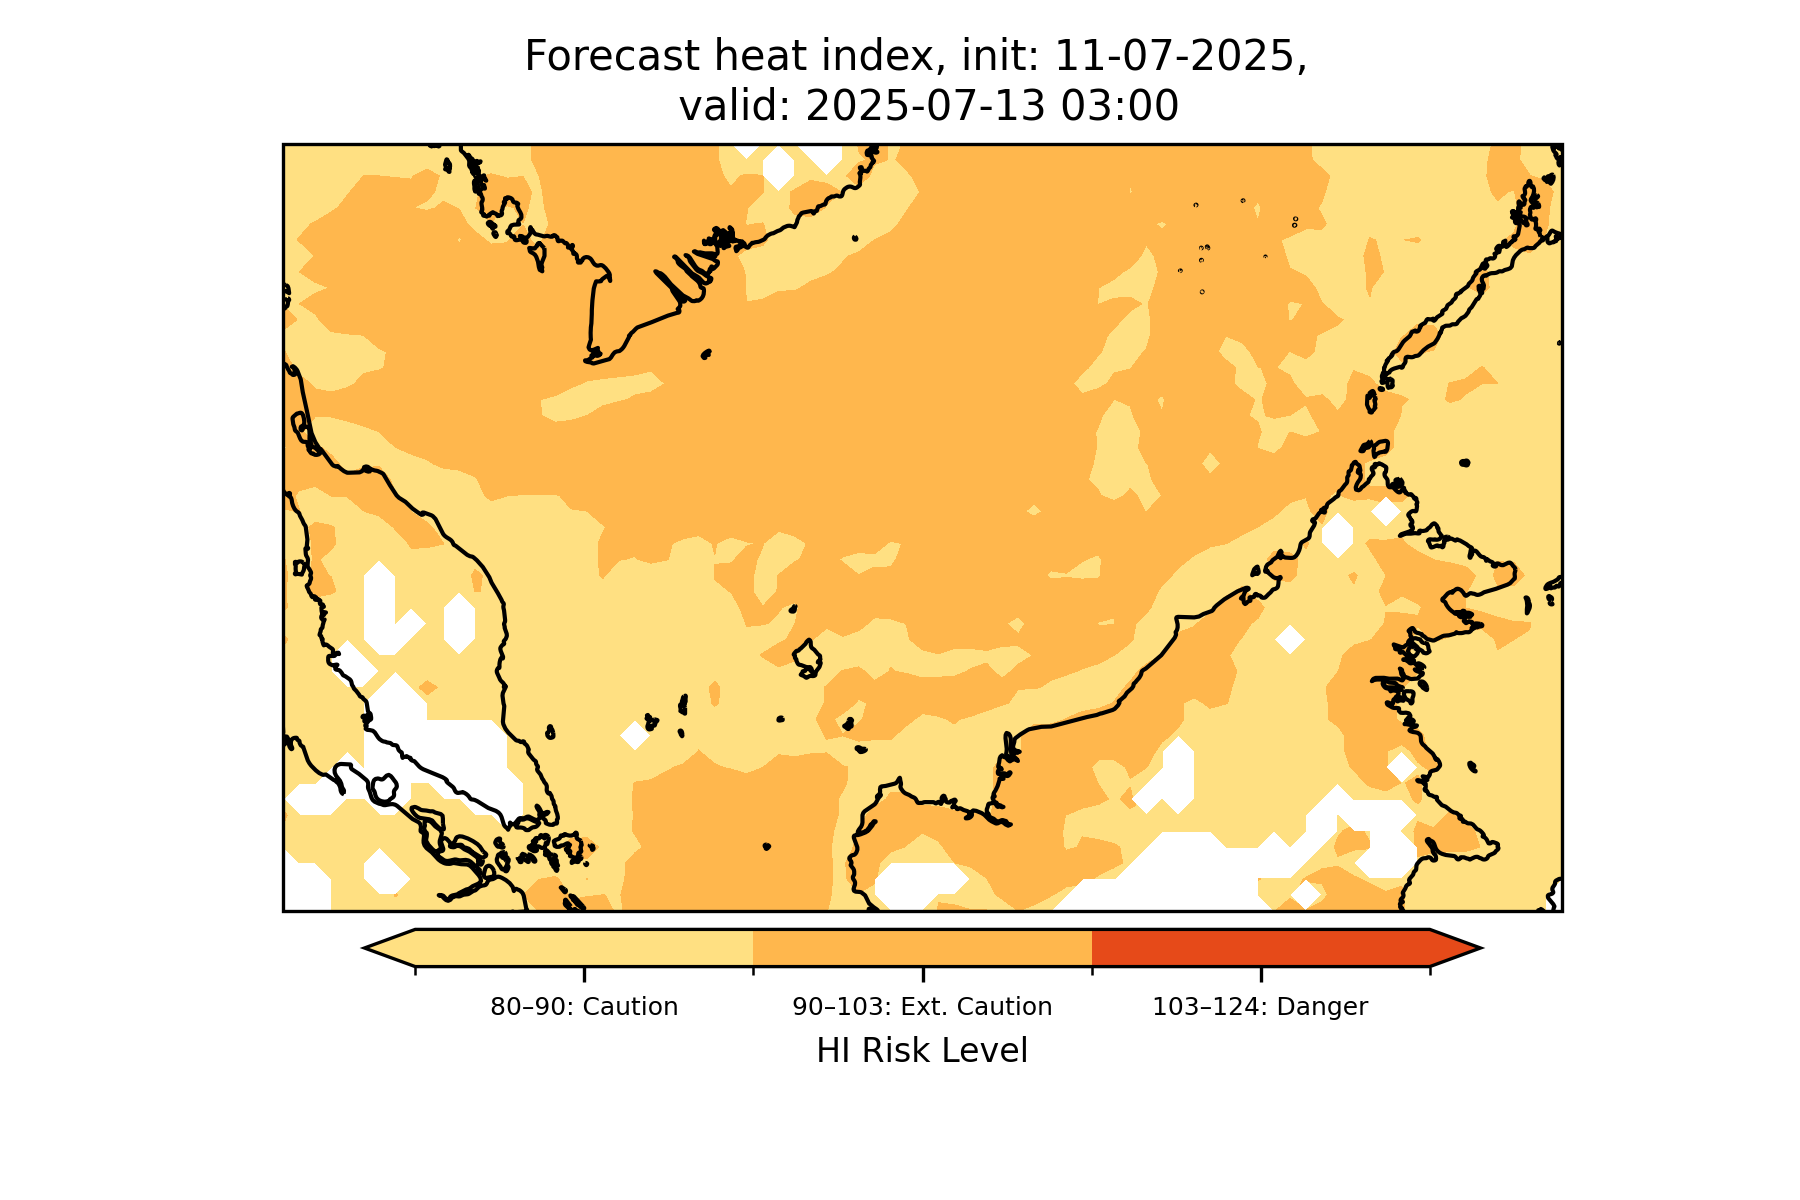 Forecast heat index, init: 11-07-2025,
valid: 2025-07-13 03:00
80–90: Caution
90–103: Ext. Caution
103–124: Danger
HI Risk Level